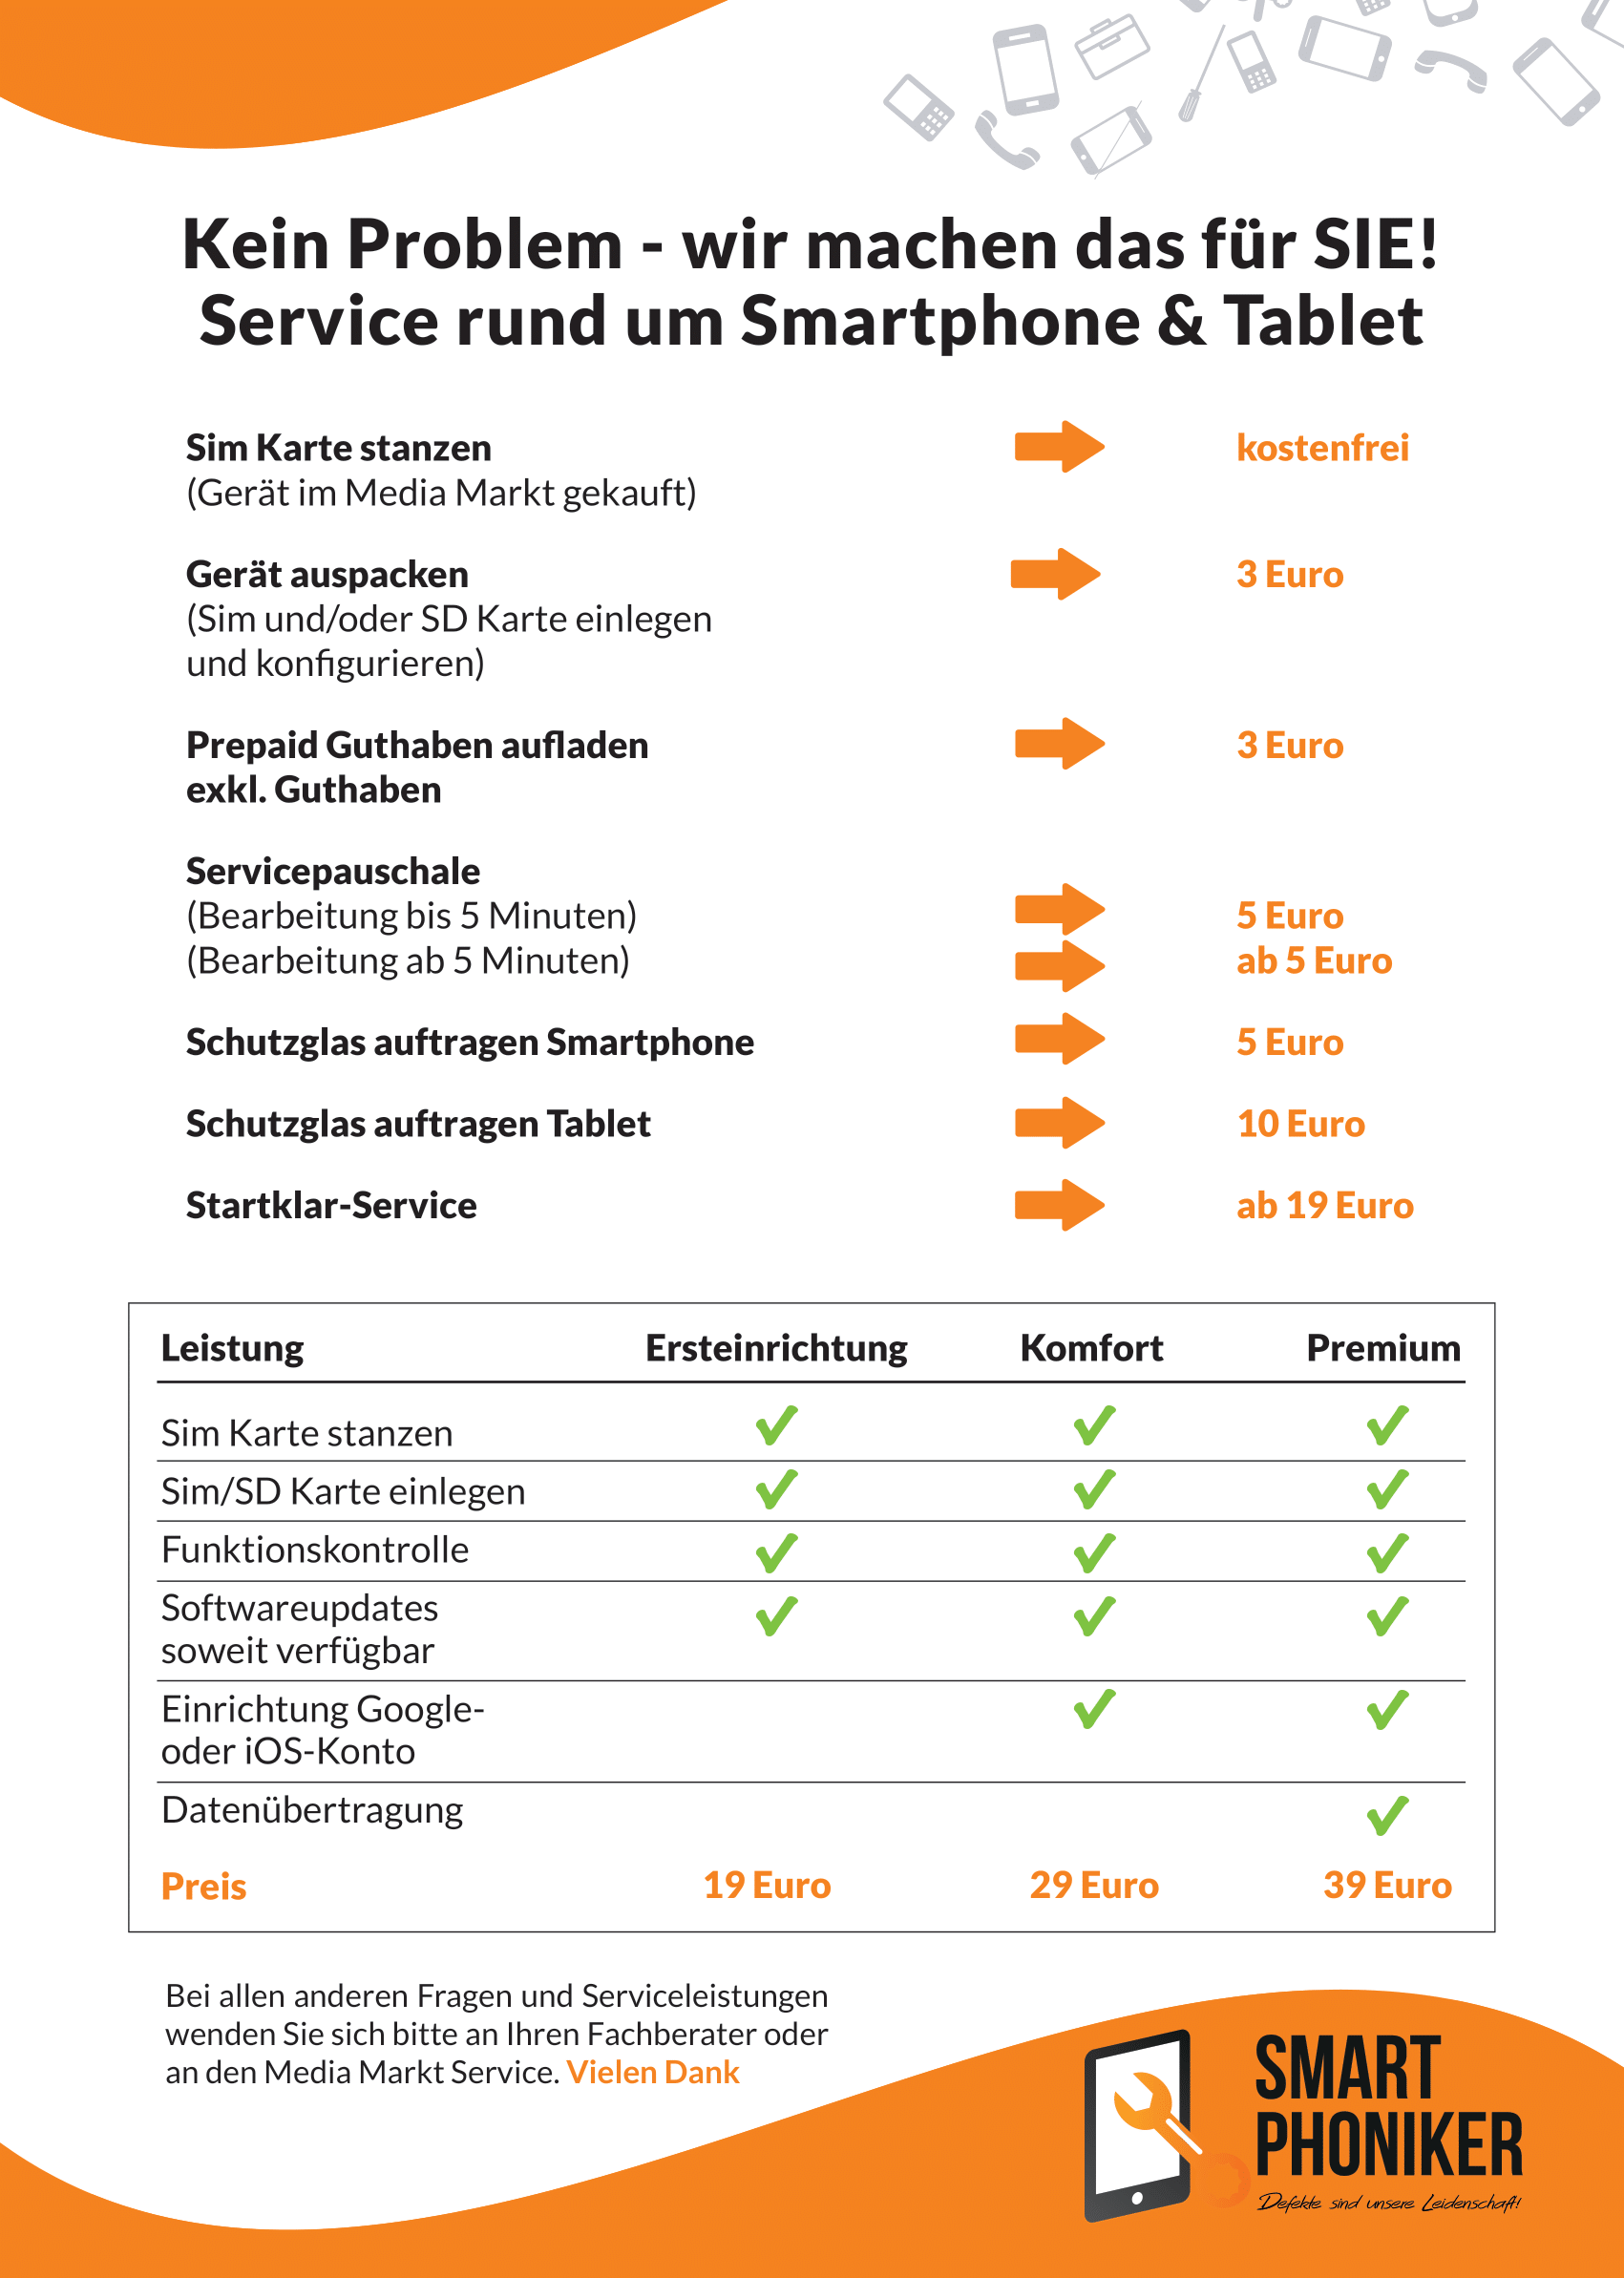 Kein Problem - wir machen das für SIE!
Service rund um Smartphone & Tablet
Sim Karte stanzen kostenfrei
(Gerät im Media Markt gekauft)
Gerät auspacken 3 Euro
(Sim und/oder SD Karte einlegen
und konfigurieren)
Prepaid Guthaben aufladen 3 Euro
exkl. Guthaben
Servicepauschale
(Bearbeitung bis 5 Minuten) 5 Euro
(Bearbeitung ab 5 Minuten) ab 5 Euro
Schutzglas auftragen Smartphone 5 Euro
Schutzglas auftragen Tablet 10 Euro
Startklar-Service ab 19 Euro
Leistung Ersteinrichtung Komfort Premium
Sim Karte stanzen
Sim/SD Karte einlegen
Funktionskontrolle
Softwareupdates
soweit verfügbar
Einrichtung Google-
oder iOS-Konto
Datenübertragung
Preis 19 Euro 29 Euro 39 Euro
Bei allen anderen Fragen und Serviceleistungen
wenden Sie sich bitte an Ihren Fachberater oder
an den Media Markt Service. Vielen Dank
SMART
PHONIKER
Defekte sind unsere Leidenschaft!